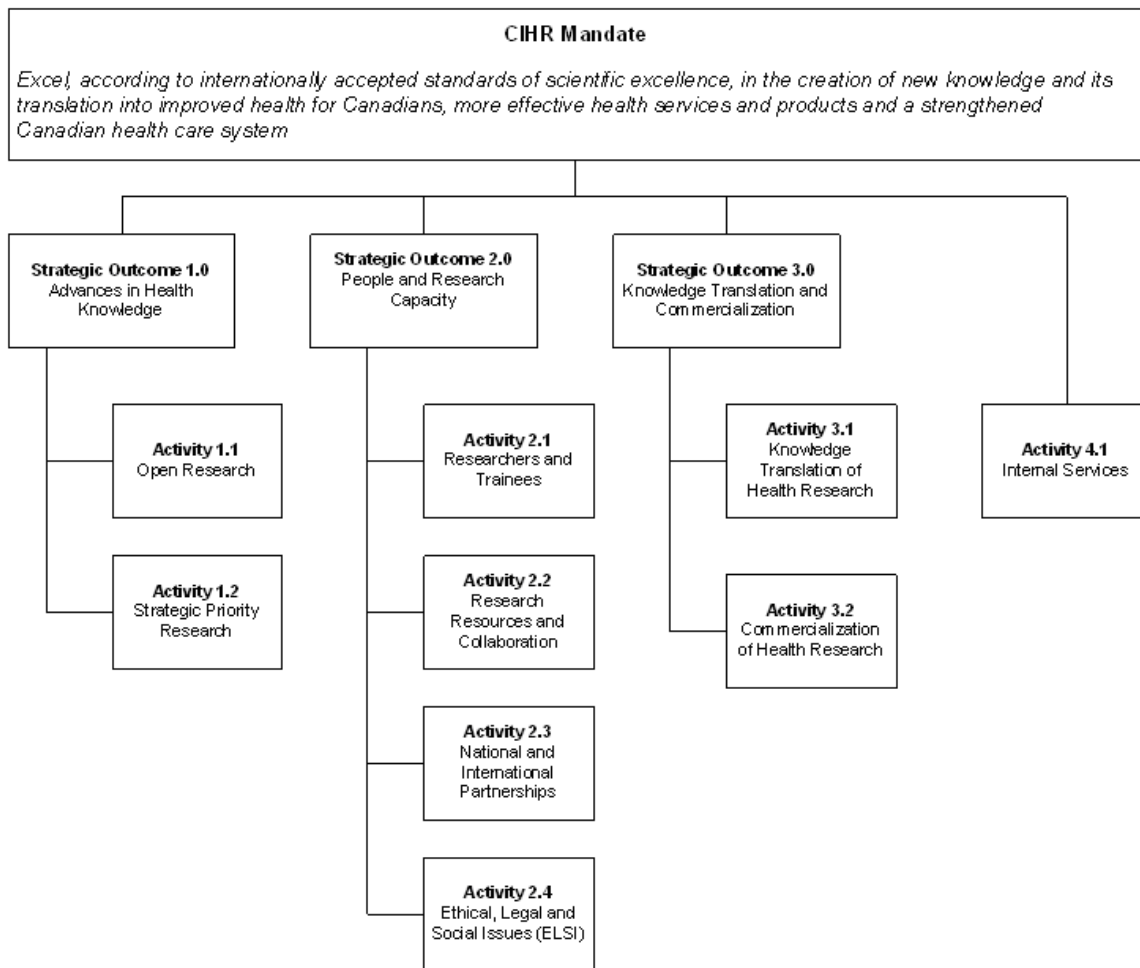 CIHR Mandate
Excel, according to internationally accepted standards of scientific excellence, in the creation of new knowledge and its
translation into improved health for Canadians, more effective health services and products and a strengthened
Canadian health care system
Strategic Outcome 1.0
Advances in Health
Knowledge
Strategic Outcome 2.0
People and Research
Capacity
Strategic Outcome 3.0
Knowledge Translation and
Commercialization
Activity 1.1
Open Research
Activity 2.1
Researchers and
Trainees
Activity 3.1
Knowledge
Translation of
Health Research
Activity 4.1
Internal Services
Activity 1.2
Strategic Priority
Research
Activity 2.2
Research
Resources and
Collaboration
Activity 3.2
Commercialization
of Health Research
Activity 2.3
National and
International
Partnerships
Activity 2.4
Ethical, Legal and
Social Issues (ELSI)